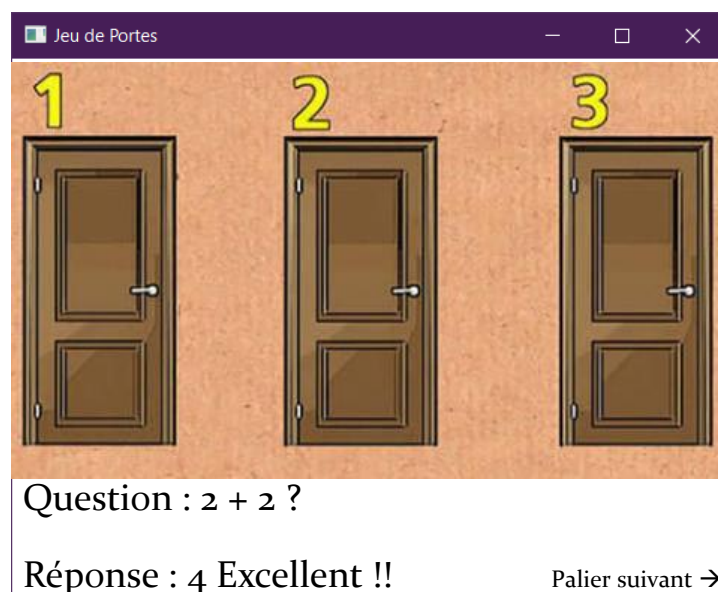 Jeu de Portes
1 2 3
Question : 2 + 2 ?
Réponse : 4 Excellent !! Palier suivant →